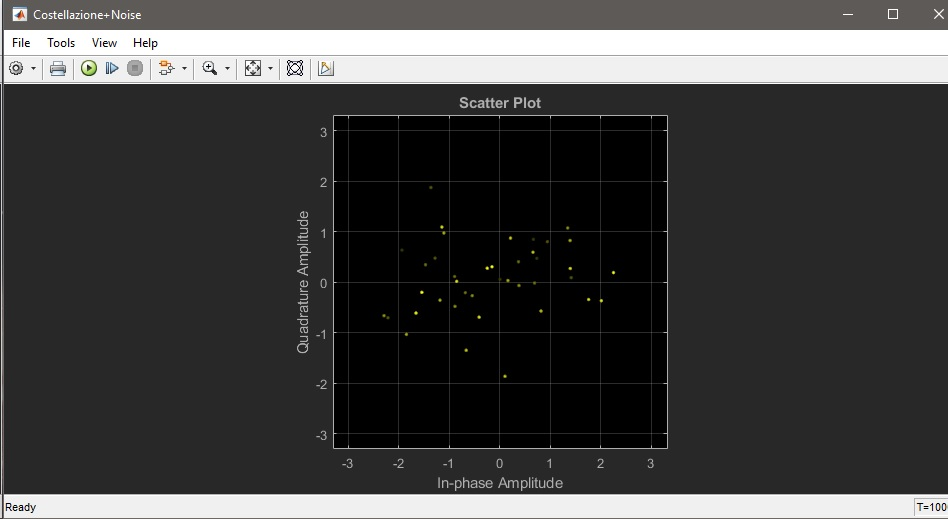 Costellazione+Noise
File Tools View Help
Scatter Plot
Quadrature Amplitude
3
2
1
0
-1
-2
-3
-3 -2 -1 0 1 2 3
In-phase Amplitude
Ready T=100